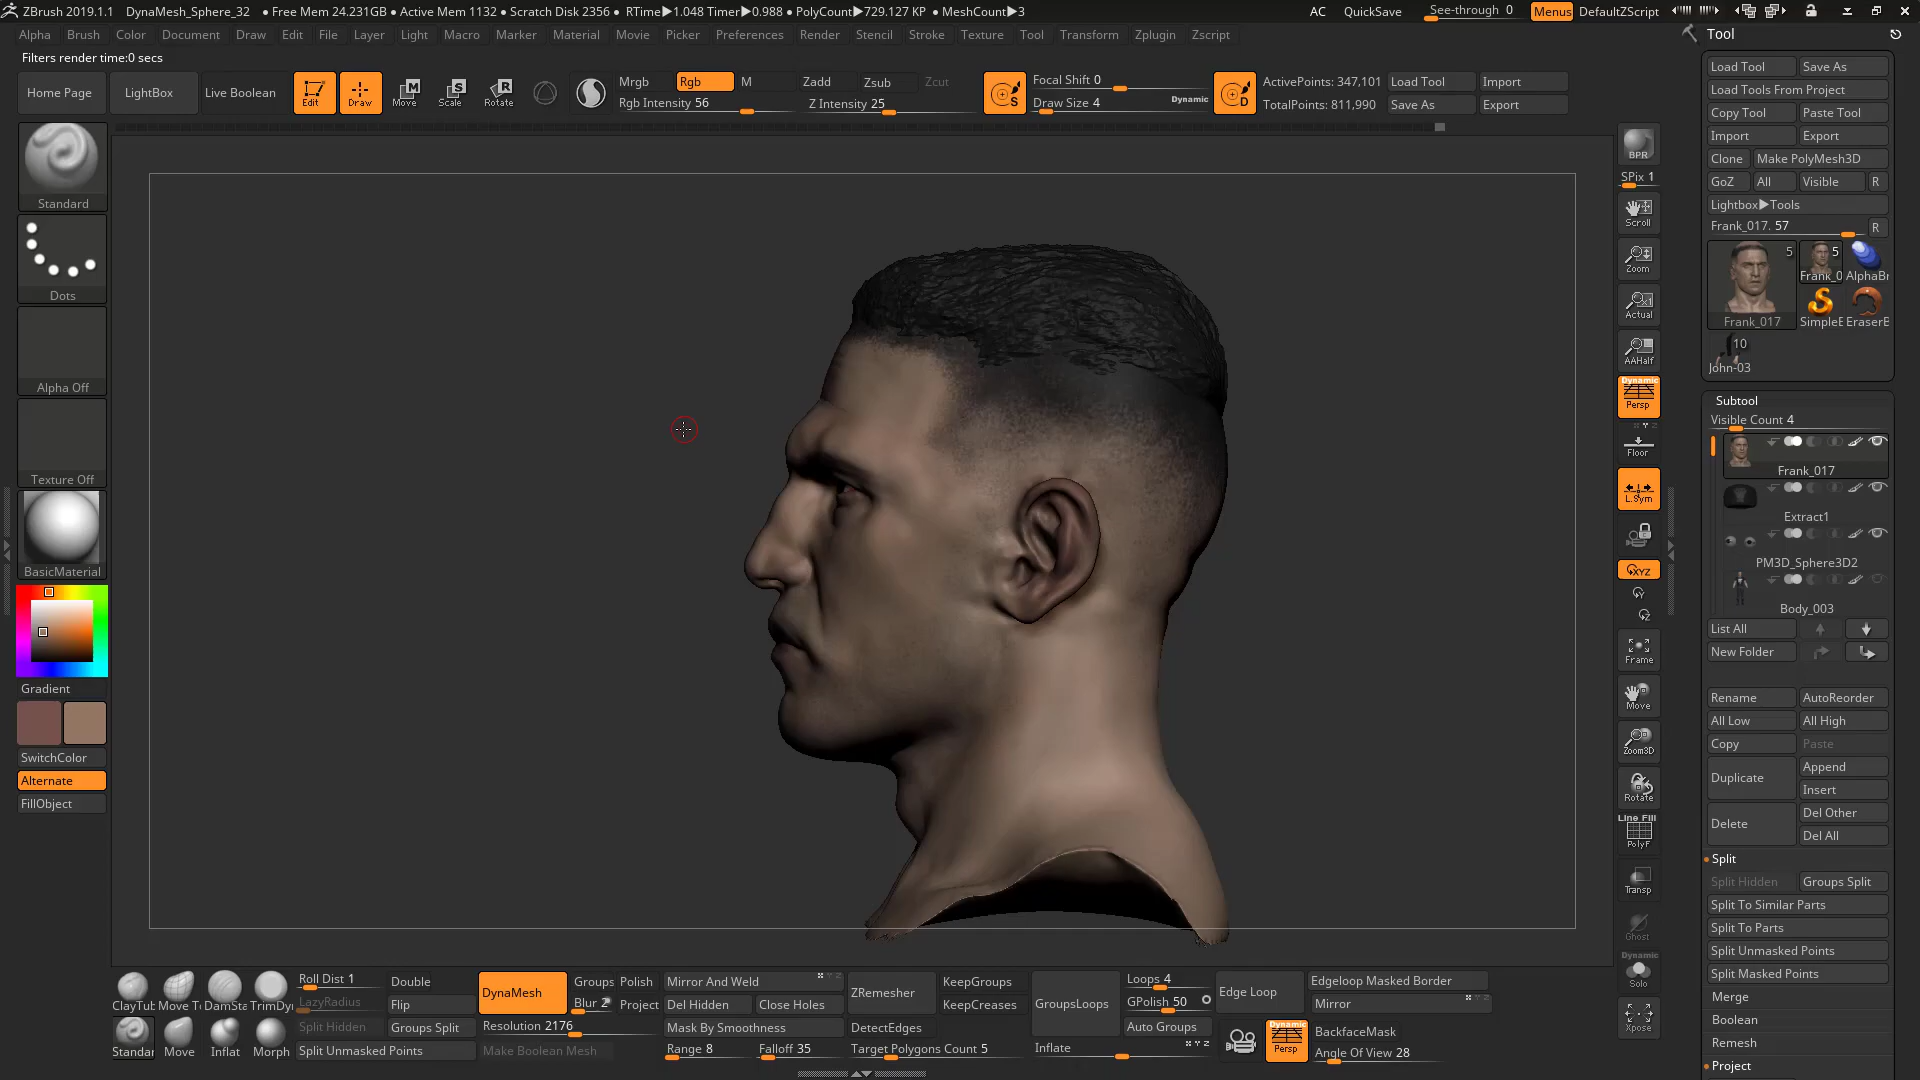 ZBrush 2019.1.1 DynaMesh_Sphere_32 ● Free Mem 24.231GB ● Active Mem 1132 ● Scratch Disk 2356 ● RTime▶1.048 Timer▶0.988 ● PolyCount▶729.127 KP ● MeshCount▶3 AC QuickSave See-through 0 Menus DefaultZScript
Alpha Brush Color Document Draw Edit File Layer Light Macro Marker Material Movie Picker Preferences Render Stencil Stroke Texture Tool Transform Zplugin Zscript
Filters render time:0 secs
Home Page LightBox Live Boolean Edit Draw Move Scale Rotate
Mrgb Rgb M Zadd Zsub Zcut
Rgb Intensity 56 Z Intensity 25
S Focal Shift 0
Draw Size 4 Dynamic D
ActivePoints: 347,101 Load Tool Import
TotalPoints: 811,990 Save As Export
Standard
Dots
Alpha Off
Texture Off
BasicMaterial
Gradient
SwitchColor
Alternate
FillObject
BPR
SPix 1
Scroll
Zoom
Actual
AAHalf
Dynamic
Persp
Floor
L.Sym
XYZ
Frame
Move
Zoom3D
Rotate
Line Fill
PolyF
Transp
Ghost
Dynamic
Solo
Xpose
Tool
Load Tool Save As
Load Tools From Project
Copy Tool Paste Tool
Import Export
Clone Make PolyMesh3D
GoZ All Visible R
Lightbox▶Tools
Frank_017. 57 R
5 5
Frank_0 AlphaBr
Frank_017 SimpleE EraserB
10
John-03
Subtool
Visible Count 4
Frank_017
Extract1
PM3D_Sphere3D2
Body_003
List All
New Folder
Rename AutoReorder
All Low All High
Copy Paste
Duplicate Append
Insert
Delete Del Other
Del All
Split
Split Hidden Groups Split
Split To Similar Parts
Split To Parts
Split Unmasked Points
Split Masked Points
Merge
Boolean
Remesh
Project
ClayTub Move T DamSta TrimDy
Standar Move Inflat Morph
Roll Dist 1 Double
LazyRadius Flip
Split Hidden Groups Split
Split Unmasked Points
DynaMesh Groups Polish
Blur 2 Project
Resolution 2176
Make Boolean Mesh
Mirror And Weld
Del Hidden Close Holes
Mask By Smoothness
Range 8 Falloff 35
ZRemesher KeepGroups
KeepCreases
DetectEdges
Target Polygons Count 5
GroupsLoops Loops 4
GPolish 50
Auto Groups
Inflate
Edge Loop Edgeloop Masked Border
Mirror
Dynamic
Persp
BackfaceMask
Angle Of View 28